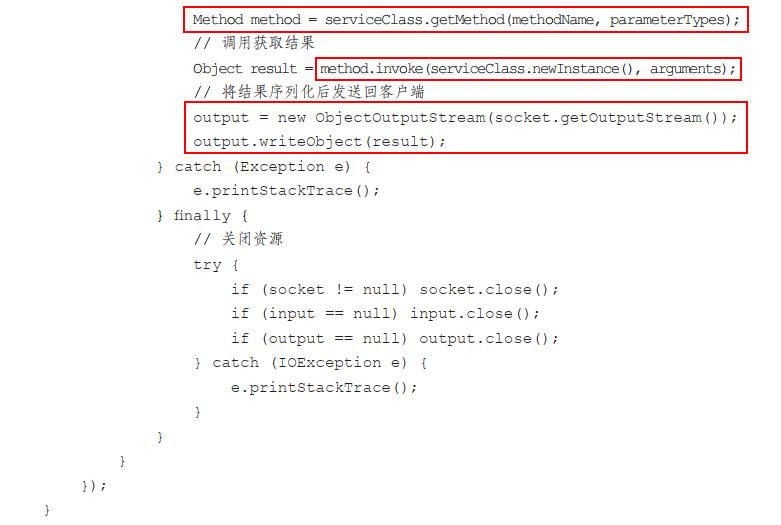 Method method = serviceClass.getMethod(methodName, parameterTypes);
// 调用获取结果
Object result = method.invoke(serviceClass.newInstance(), arguments);
// 将结果序列化后发送回客户端
output = new ObjectOutputStream(socket.getOutputStream());
output.writeObject(result);
} catch (Exception e) {
e.printStackTrace();
} finally {
// 关闭资源
try {
if (socket != null) socket.close();
if (input == null) input.close();
if (output == null) output.close();
} catch (IOException e) {
e.printStackTrace();
}
}
}
});
}